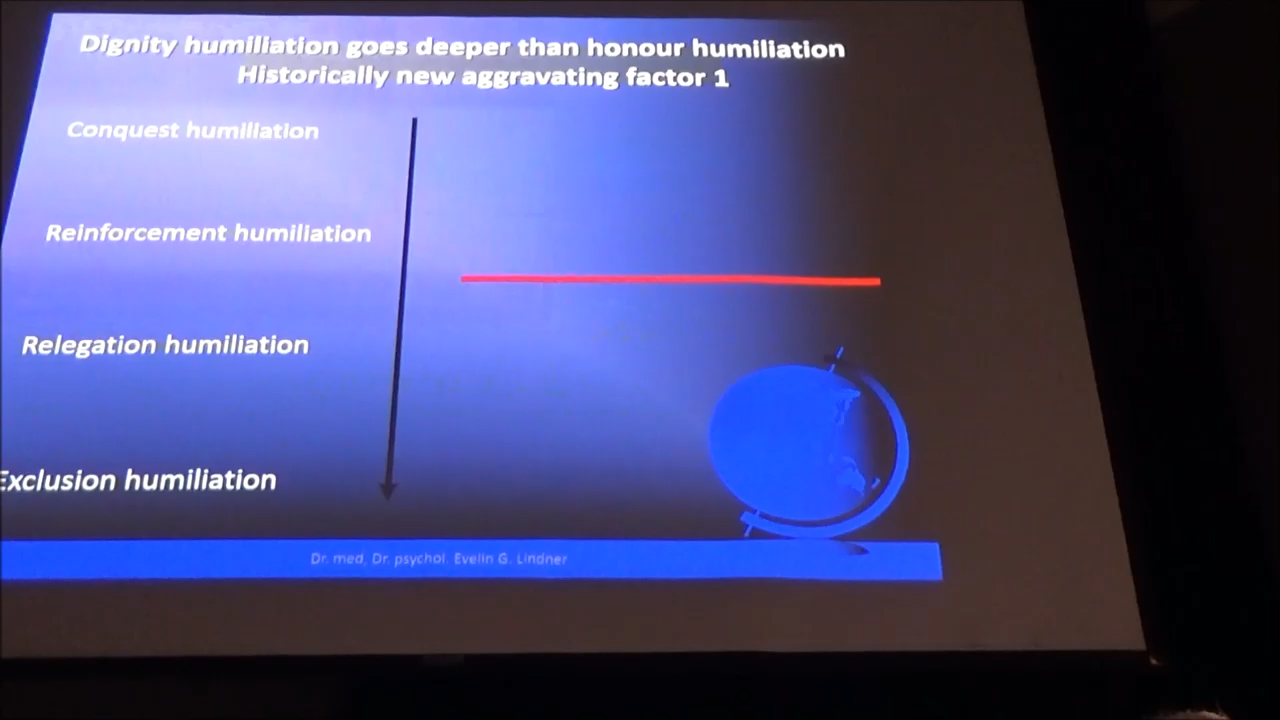 Dignity humiliation goes deeper than honour humiliation
Historically new aggravating factor 1
Conquest humiliation
Reinforcement humiliation
Relegation humiliation
Exclusion humiliation
Dr. med, Dr. psychol. Evelin G. Lindner